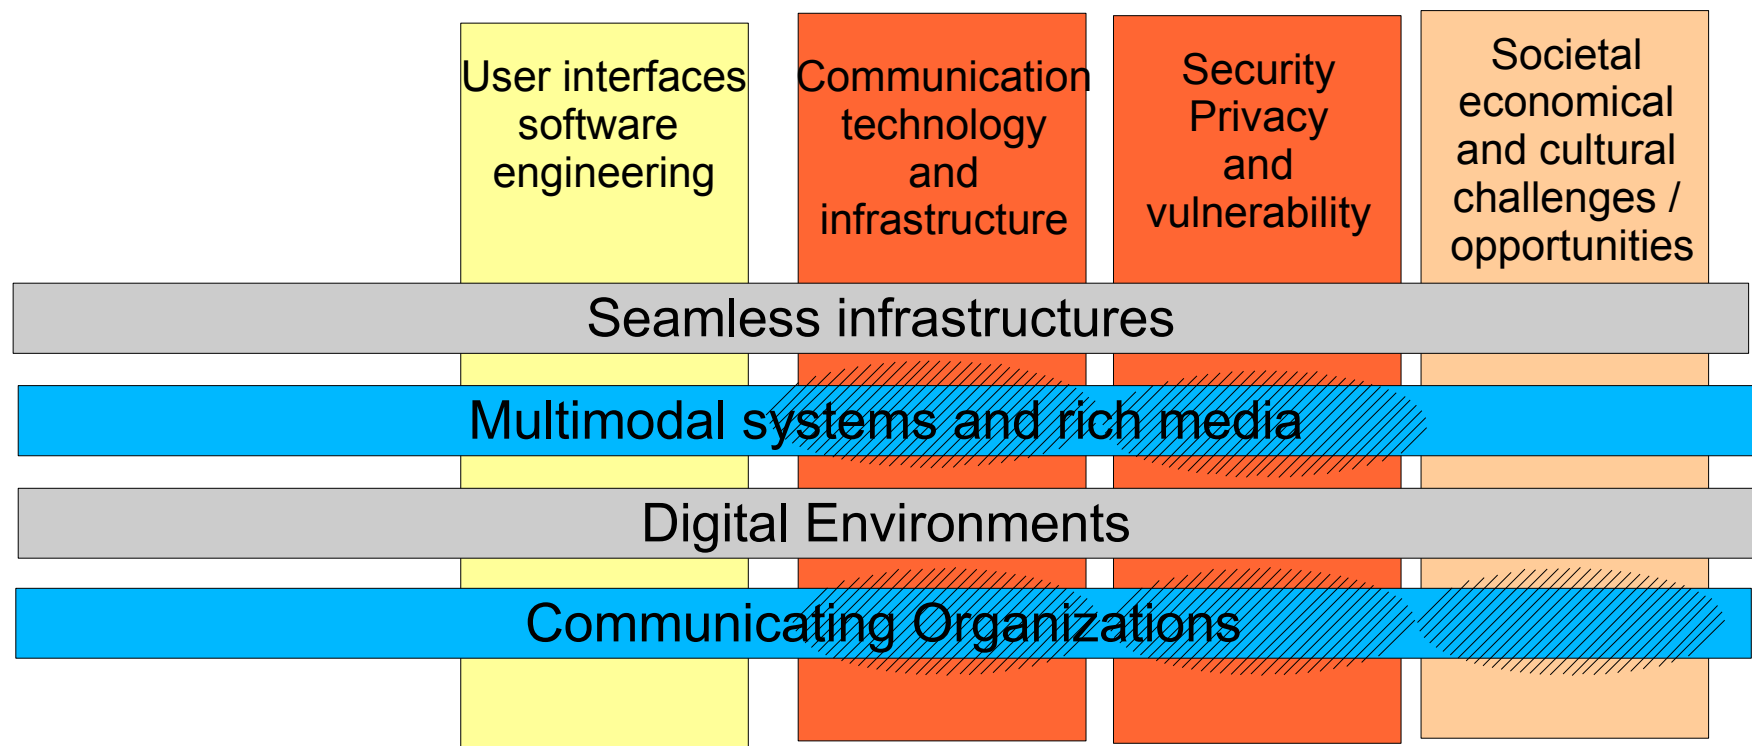 User interfaces
software
engineering
Communication
technology
and
infrastructure
Security
Privacy
and
vulnerability
Societal
economical
and cultural
challenges /
opportunities
Seamless infrastructures
Multimodal systems and rich media
Digital Environments
Communicating Organizations